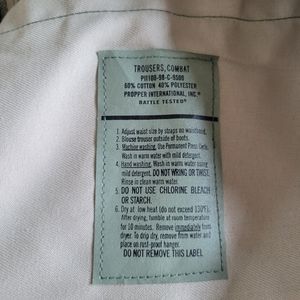 TROUSERS, COMBAT
PI1100-98-C-9500
60% COTTON 40% POLYESTER
PROPPER INTERNATIONAL, INC.®
BATTLE TESTED®
1. Adjust waist size by straps on waistband.
2. Blouse trouser outside of boots.
3. Machine washing, use Permanent Press Cycle.
Wash in warm water with mild detergent.
4. Hand washing, Wash in warm water using
mild detergent. DO NOT WRING OR TWIST.
Rinse in clean warm water.
5. DO NOT USE CHLORINE BLEACH
OR STARCH.
6. Dry at low heat (do not exceed 130°F).
After drying, tumble at room temperature
for 10 minutes. Remove immediately from
dryer. To drip dry, remove from water and
place on rust-proof hanger.
DO NOT REMOVE THIS LABEL